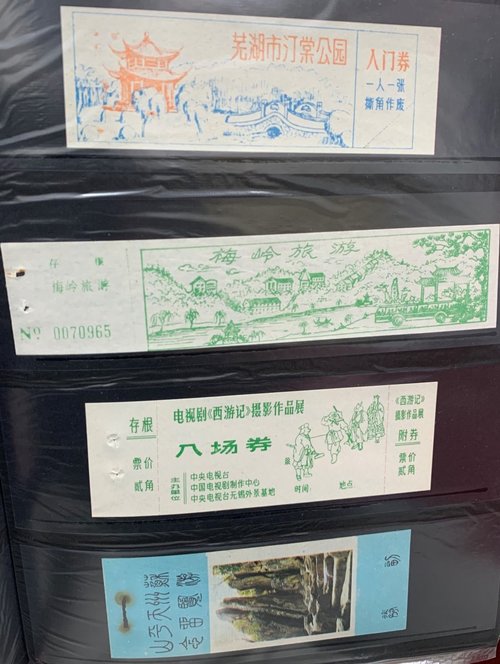 芜湖市汀棠公园
入门券
一人一张
撕角作废
存根
梅岭旅游
No 0070965
梅岭旅游
存根
票价
贰角
电视剧《西游记》摄影作品展
入场券
主办单位
中央电视台
中国电视剧制作中心
中央电视台无锡外景基地
时间:
地点
《西游记》
摄影作品展
附券
票价
贰角